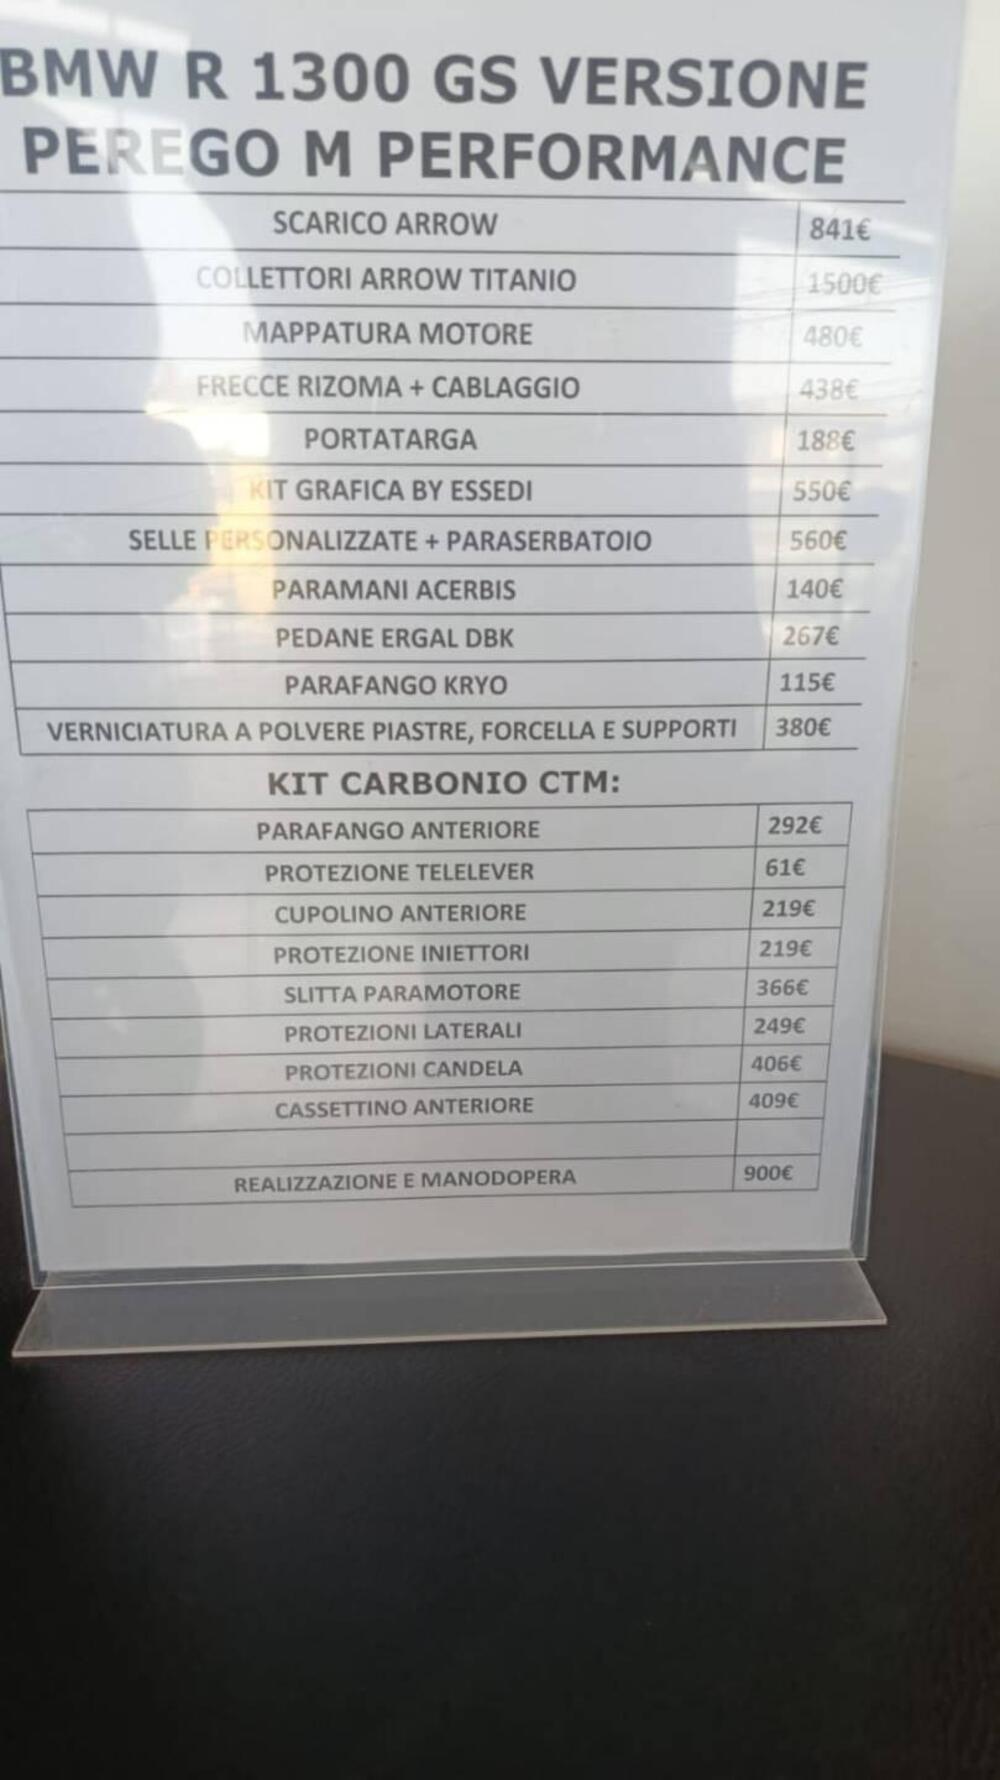 BMW R 1300 GS VERSIONE
PEREGO M PERFORMANCE
SCARICO ARROW 841€
COLLETTORI ARROW TITANIO 1500€
MAPPATURA MOTORE 480€
FRECCE RIZOMA + CABLAGGIO 438€
PORTATARGA 188€
KIT GRAFICA BY ESSEDI 550€
SELLE PERSONALIZZATE + PARASERBATOIO 560€
PARAMANI ACERBIS 140€
PEDANE ERGAL DBK 267€
PARAFANGO KRYO 115€
VERNICIATURA A POLVERE PIASTRE, FORCELLA E SUPPORTI 380€
KIT CARBONIO CTM:
PARAFANGO ANTERIORE 292€
PROTEZIONE TELELEVER 61€
CUPOLINO ANTERIORE 219€
PROTEZIONE INIETTORI 219€
SLITTA PARAMOTORE 366€
PROTEZIONI LATERALI 249€
PROTEZIONI CANDELA 406€
CASSETTINO ANTERIORE 409€
REALIZZAZIONE E MANODOPERA 900€